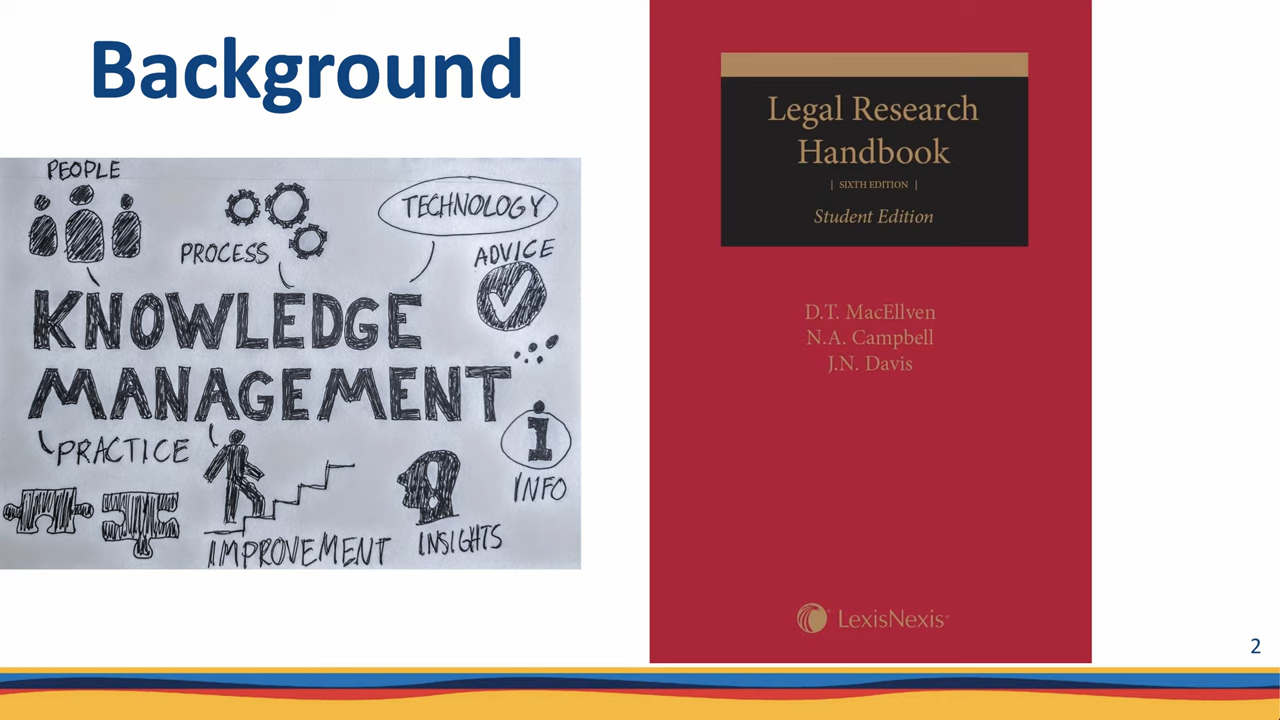 Background
PEOPLE
PROCESS
TECHNOLOGY
ADVICE
KNOWLEDGE
MANAGEMENT
PRACTICE
IMPROVEMENT
INSIGHTS
INFO
Legal Research
Handbook
| SIXTH EDITION |
Student Edition
D.T. MacEllven
N.A. Campbell
J.N. Davis
LexisNexis
2